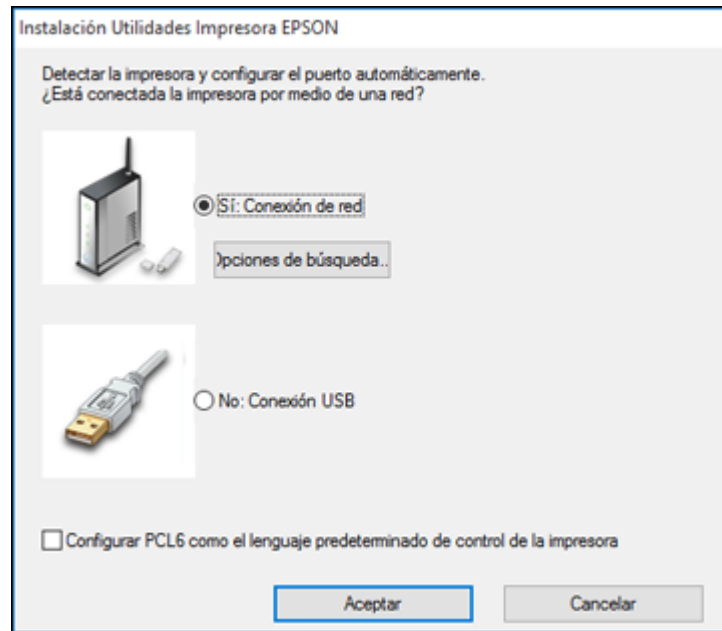 Instalación Utilidades Impresora EPSON
Detectar la impresora y configurar el puerto automáticamente.
¿Está conectada la impresora por medio de una red?
Sí: Conexión de red
Opciones de búsqueda..
No: Conexión USB
Configurar PCL6 como el lenguaje predeterminado de control de la impresora
Aceptar
Cancelar